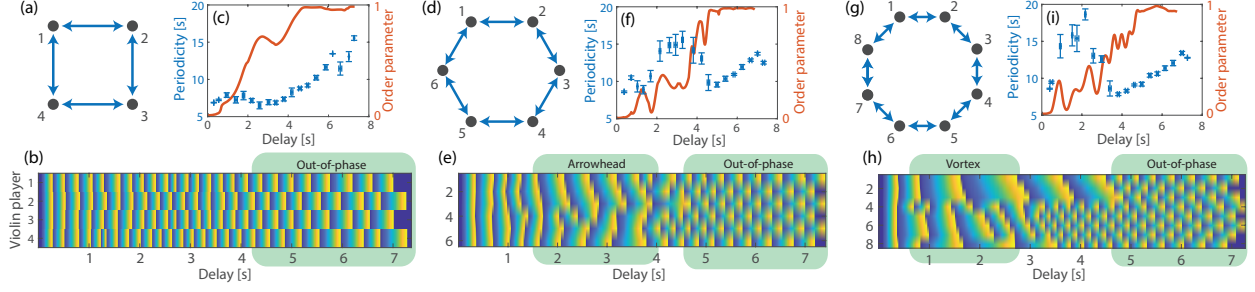 (a)
1
2
4
3
(c)
20
15
10
5
Periodicity [s]
0 2 4 6 8
Delay [s]
1
0
Order parameter
(b)
Out-of-phase
Violin player
1
2
3
4
1 2 3 4 5 6 7
Delay [s]
(d)
1
2
6
3
5
4
(f)
20
15
10
5
Periodicity [s]
0 2 4 6 8
Delay [s]
1
0
Order parameter
(e)
Arrowhead
Out-of-phase
2
4
6
1 2 3 4 5 6 7
Delay [s]
(g)
1
2
8
3
7
4
6
5
(i)
20
15
10
5
Periodicity [s]
0 2 4 6 8
Delay [s]
1
0
Order parameter
(h)
Vortex
Out-of-phase
2
4
6
8
1 2 3 4 5 6 7
Delay [s]